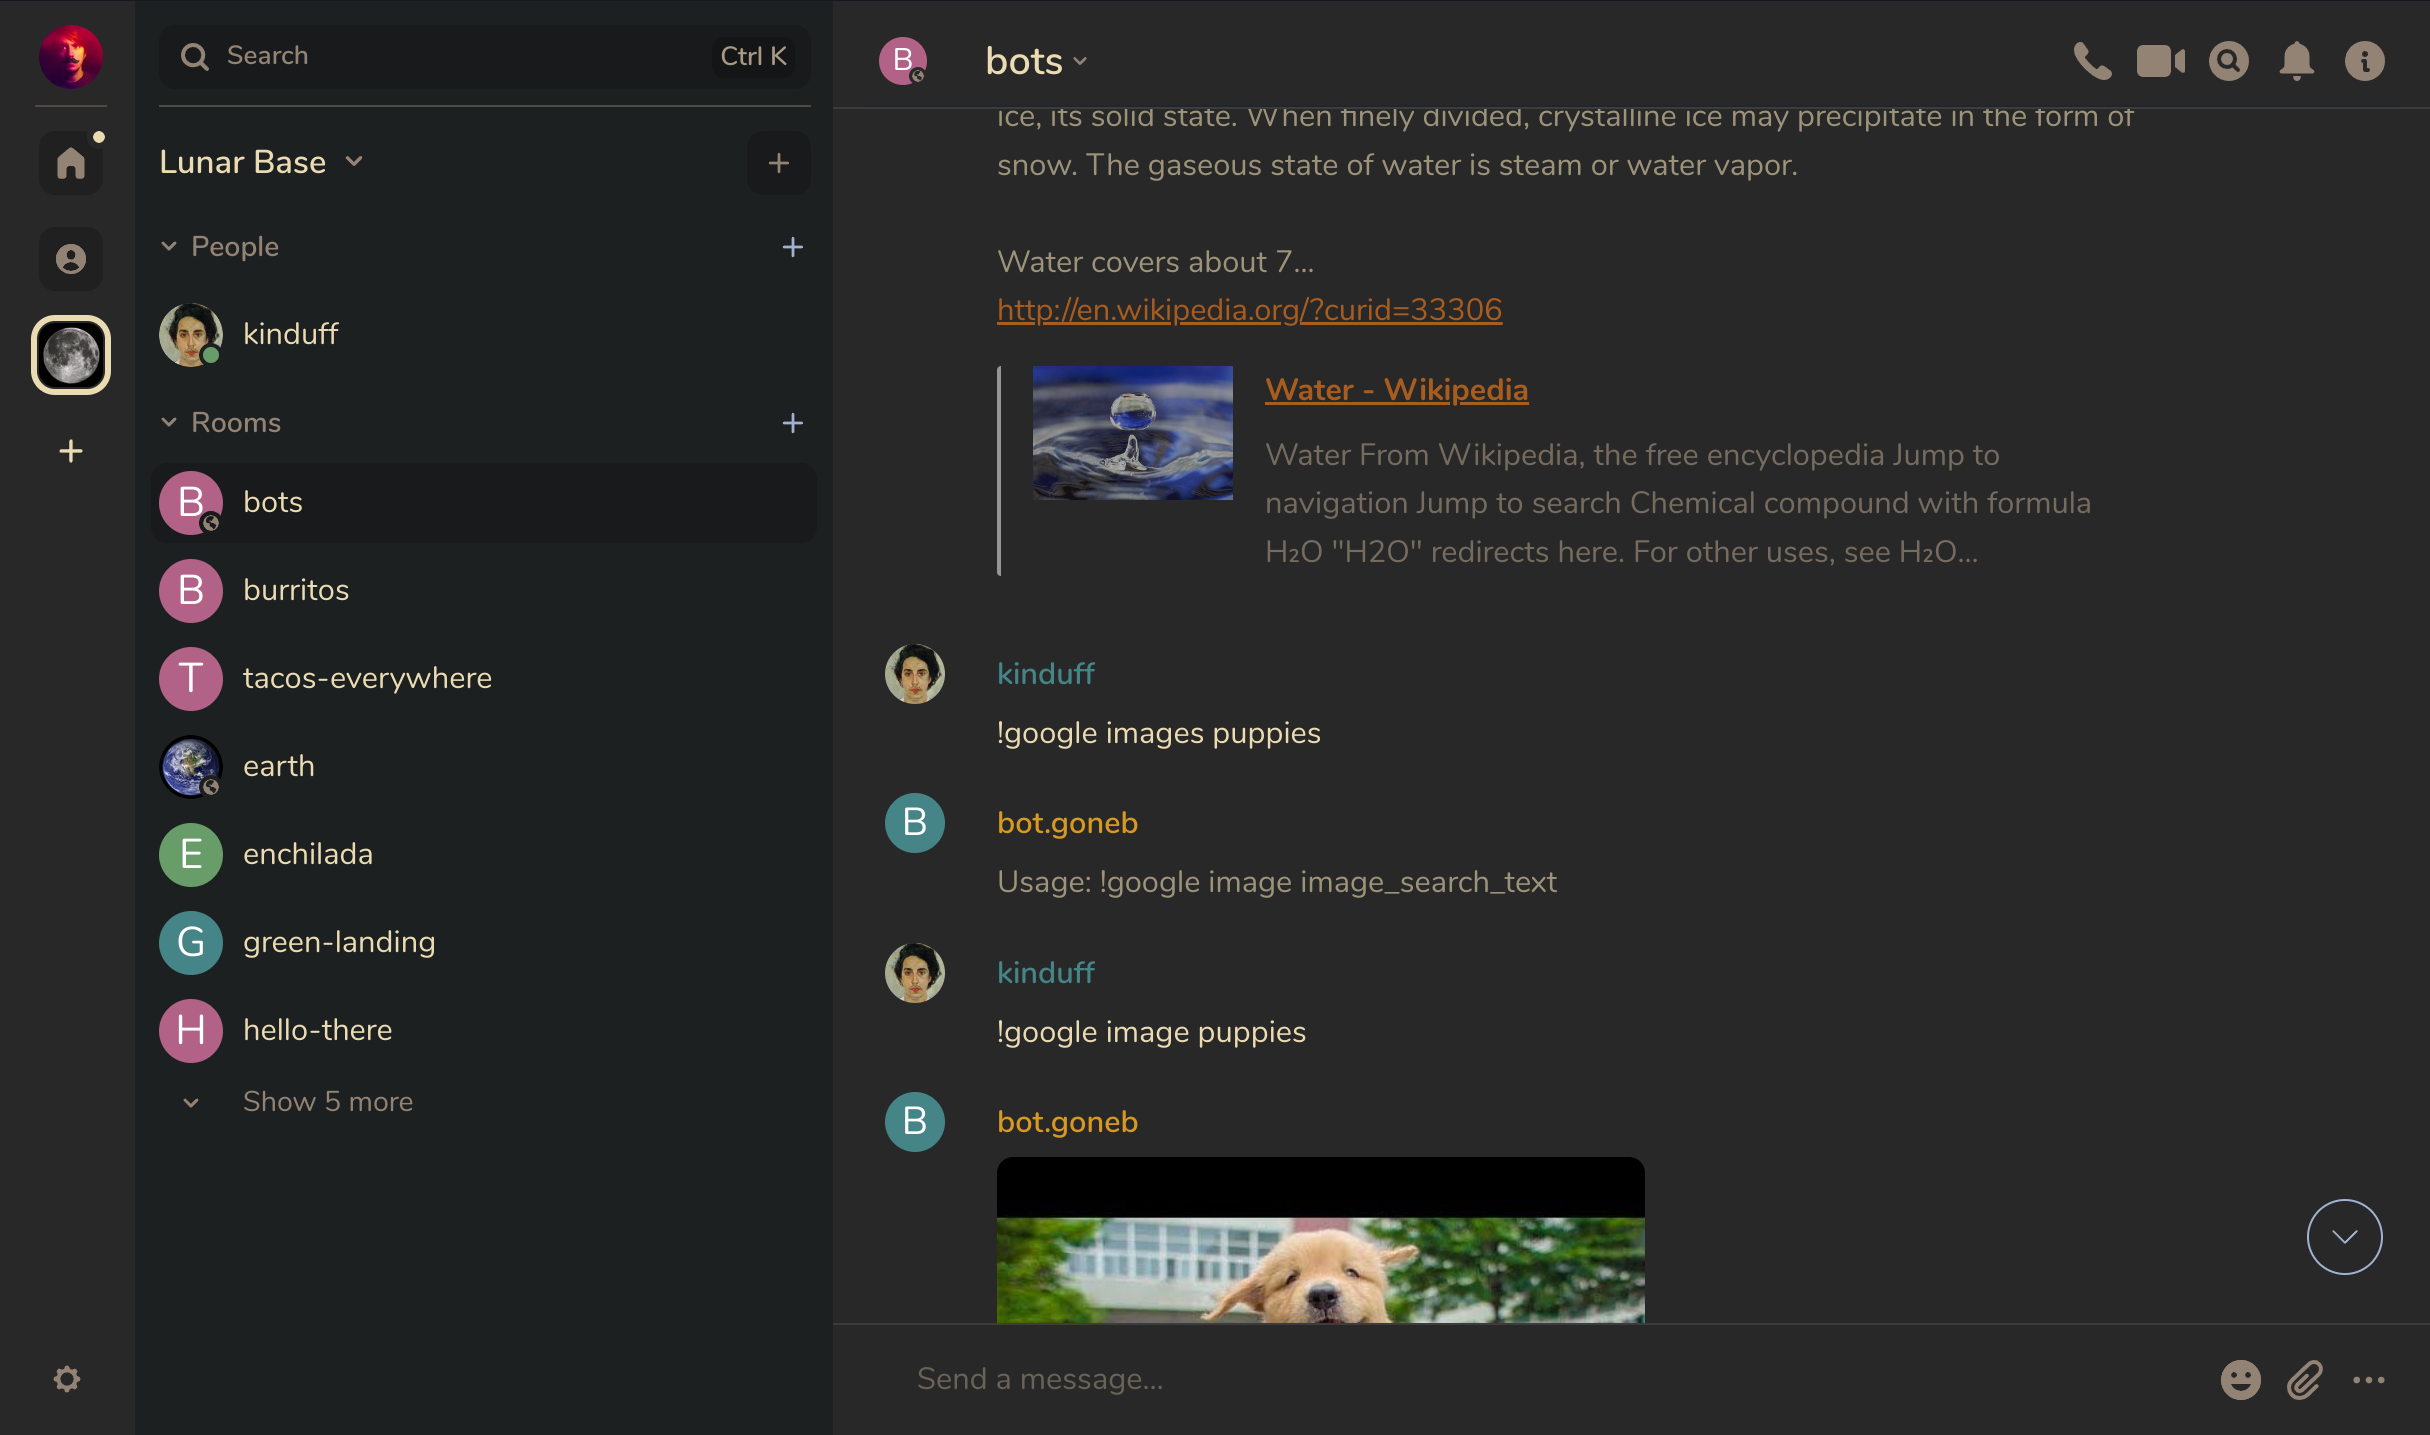 Search
Ctrl K
Lunar Base
People
kinduff
Rooms
B
bots
B
burritos
T
tacos-everywhere
earth
E
enchilada
G
green-landing
H
hello-there
Show 5 more
B
bots
ice, its solid state. When finely divided, crystalline ice may precipitate in the form of
snow. The gaseous state of water is steam or water vapor.
Water covers about 7...
http://en.wikipedia.org/?curid=33306
Water - Wikipedia
Water From Wikipedia, the free encyclopedia Jump to
navigation Jump to search Chemical compound with formula
H₂O "H2O" redirects here. For other uses, see H₂O...
kinduff
!google images puppies
B
bot.goneb
Usage: !google image image_search_text
kinduff
!google image puppies
B
bot.goneb
Send a message...